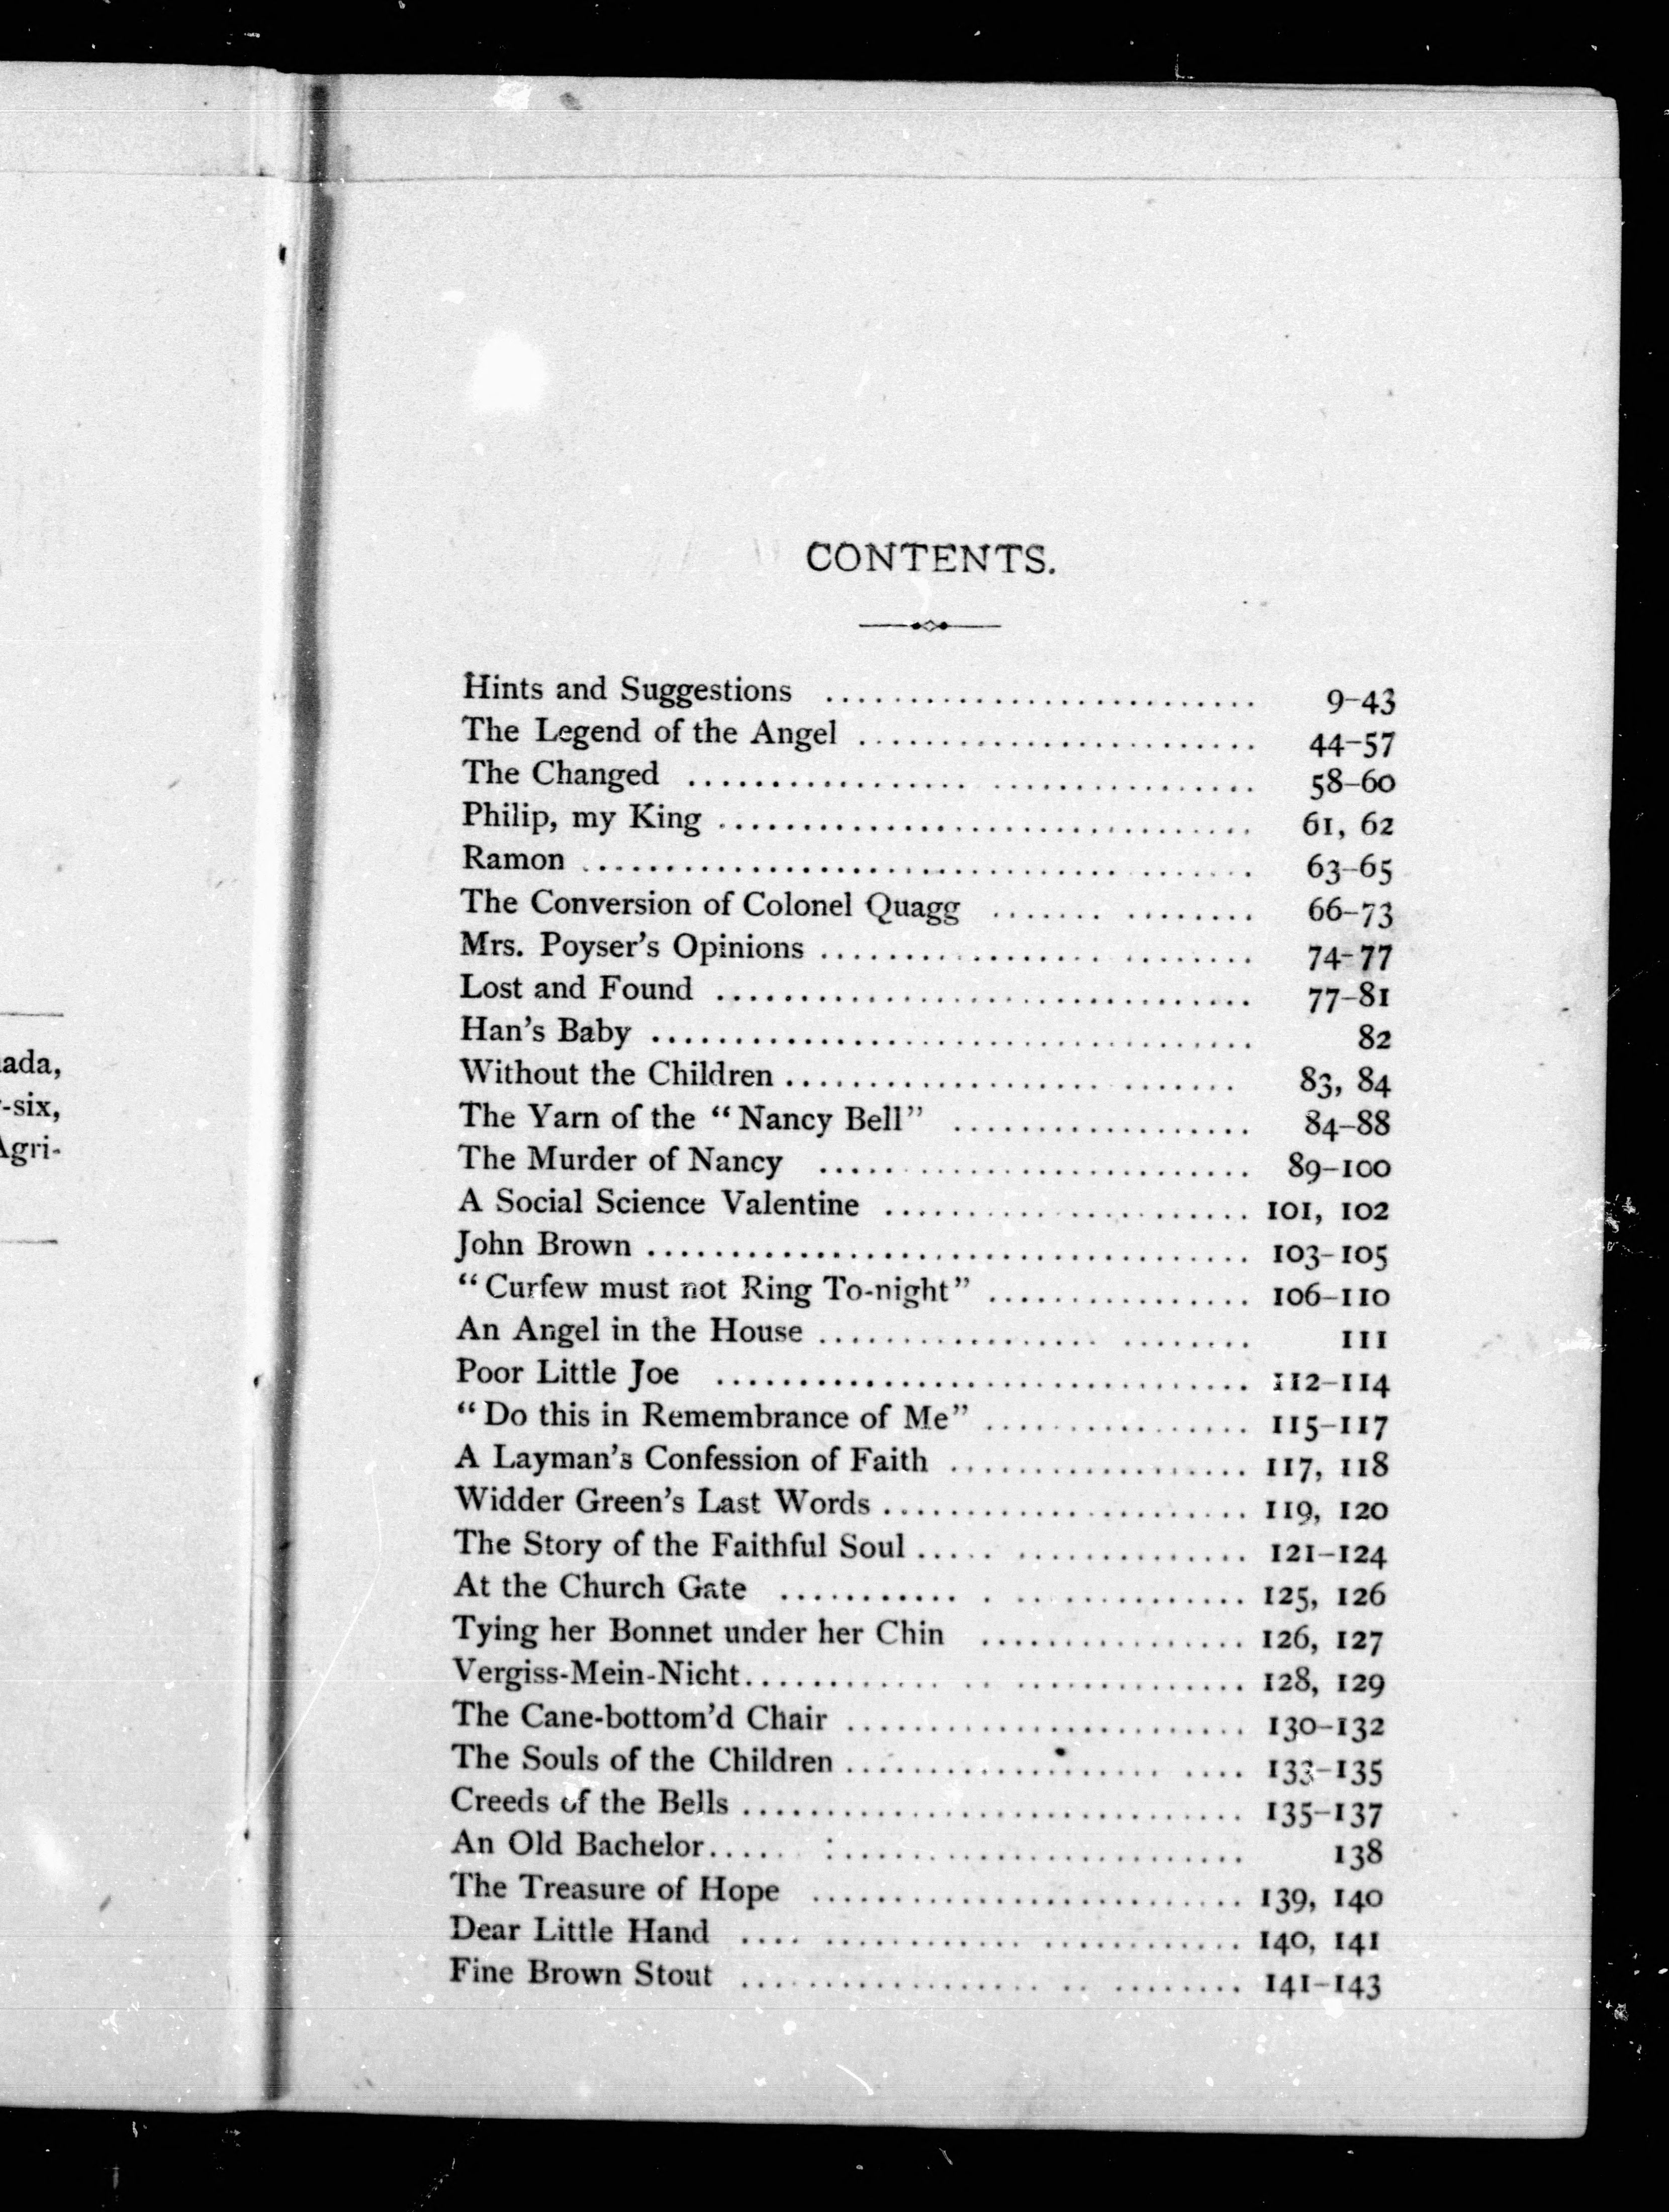 ada,
-six,
Agri-
CONTENTS.
Hints and Suggestions .......................... 9–43
The Legend of the Angel ........................ 44–57
The Changed .................................. 58–60
Philip, my King ................................ 61, 62
Ramon ........................................ 63–65
The Conversion of Colonel Quagg ............... 66–73
Mrs. Poyser's Opinions .......................... 74–77
Lost and Found ................................ 77–81
Han's Baby .................................... 82
Without the Children ........................... 83, 84
The Yarn of the “Nancy Bell” .................. 84–88
The Murder of Nancy .......................... 89–100
A Social Science Valentine ...................... 101, 102
John Brown .................................... 103–105
“Curfew must not Ring To-night” ................ 106–110
An Angel in the House .......................... 111
Poor Little Joe ................................ 112–114
“Do this in Remembrance of Me” ................ 115–117
A Layman's Confession of Faith .................. 117, 118
Widder Green's Last Words ...................... 119, 120
The Story of the Faithful Soul ................... 121–124
At the Church Gate ............................ 125, 126
Tying her Bonnet under her Chin ................ 126, 127
Vergiss-Mein-Nicht.............................. 128, 129
The Cane-bottom'd Chair ........................ 130–132
The Souls of the Children ....................... 133–135
Creeds of the Bells .............................. 135–137
An Old Bachelor................................ 138
The Treasure of Hope .......................... 139, 140
Dear Little Hand .............................. 140, 141
Fine Brown Stout .............................. 141–143